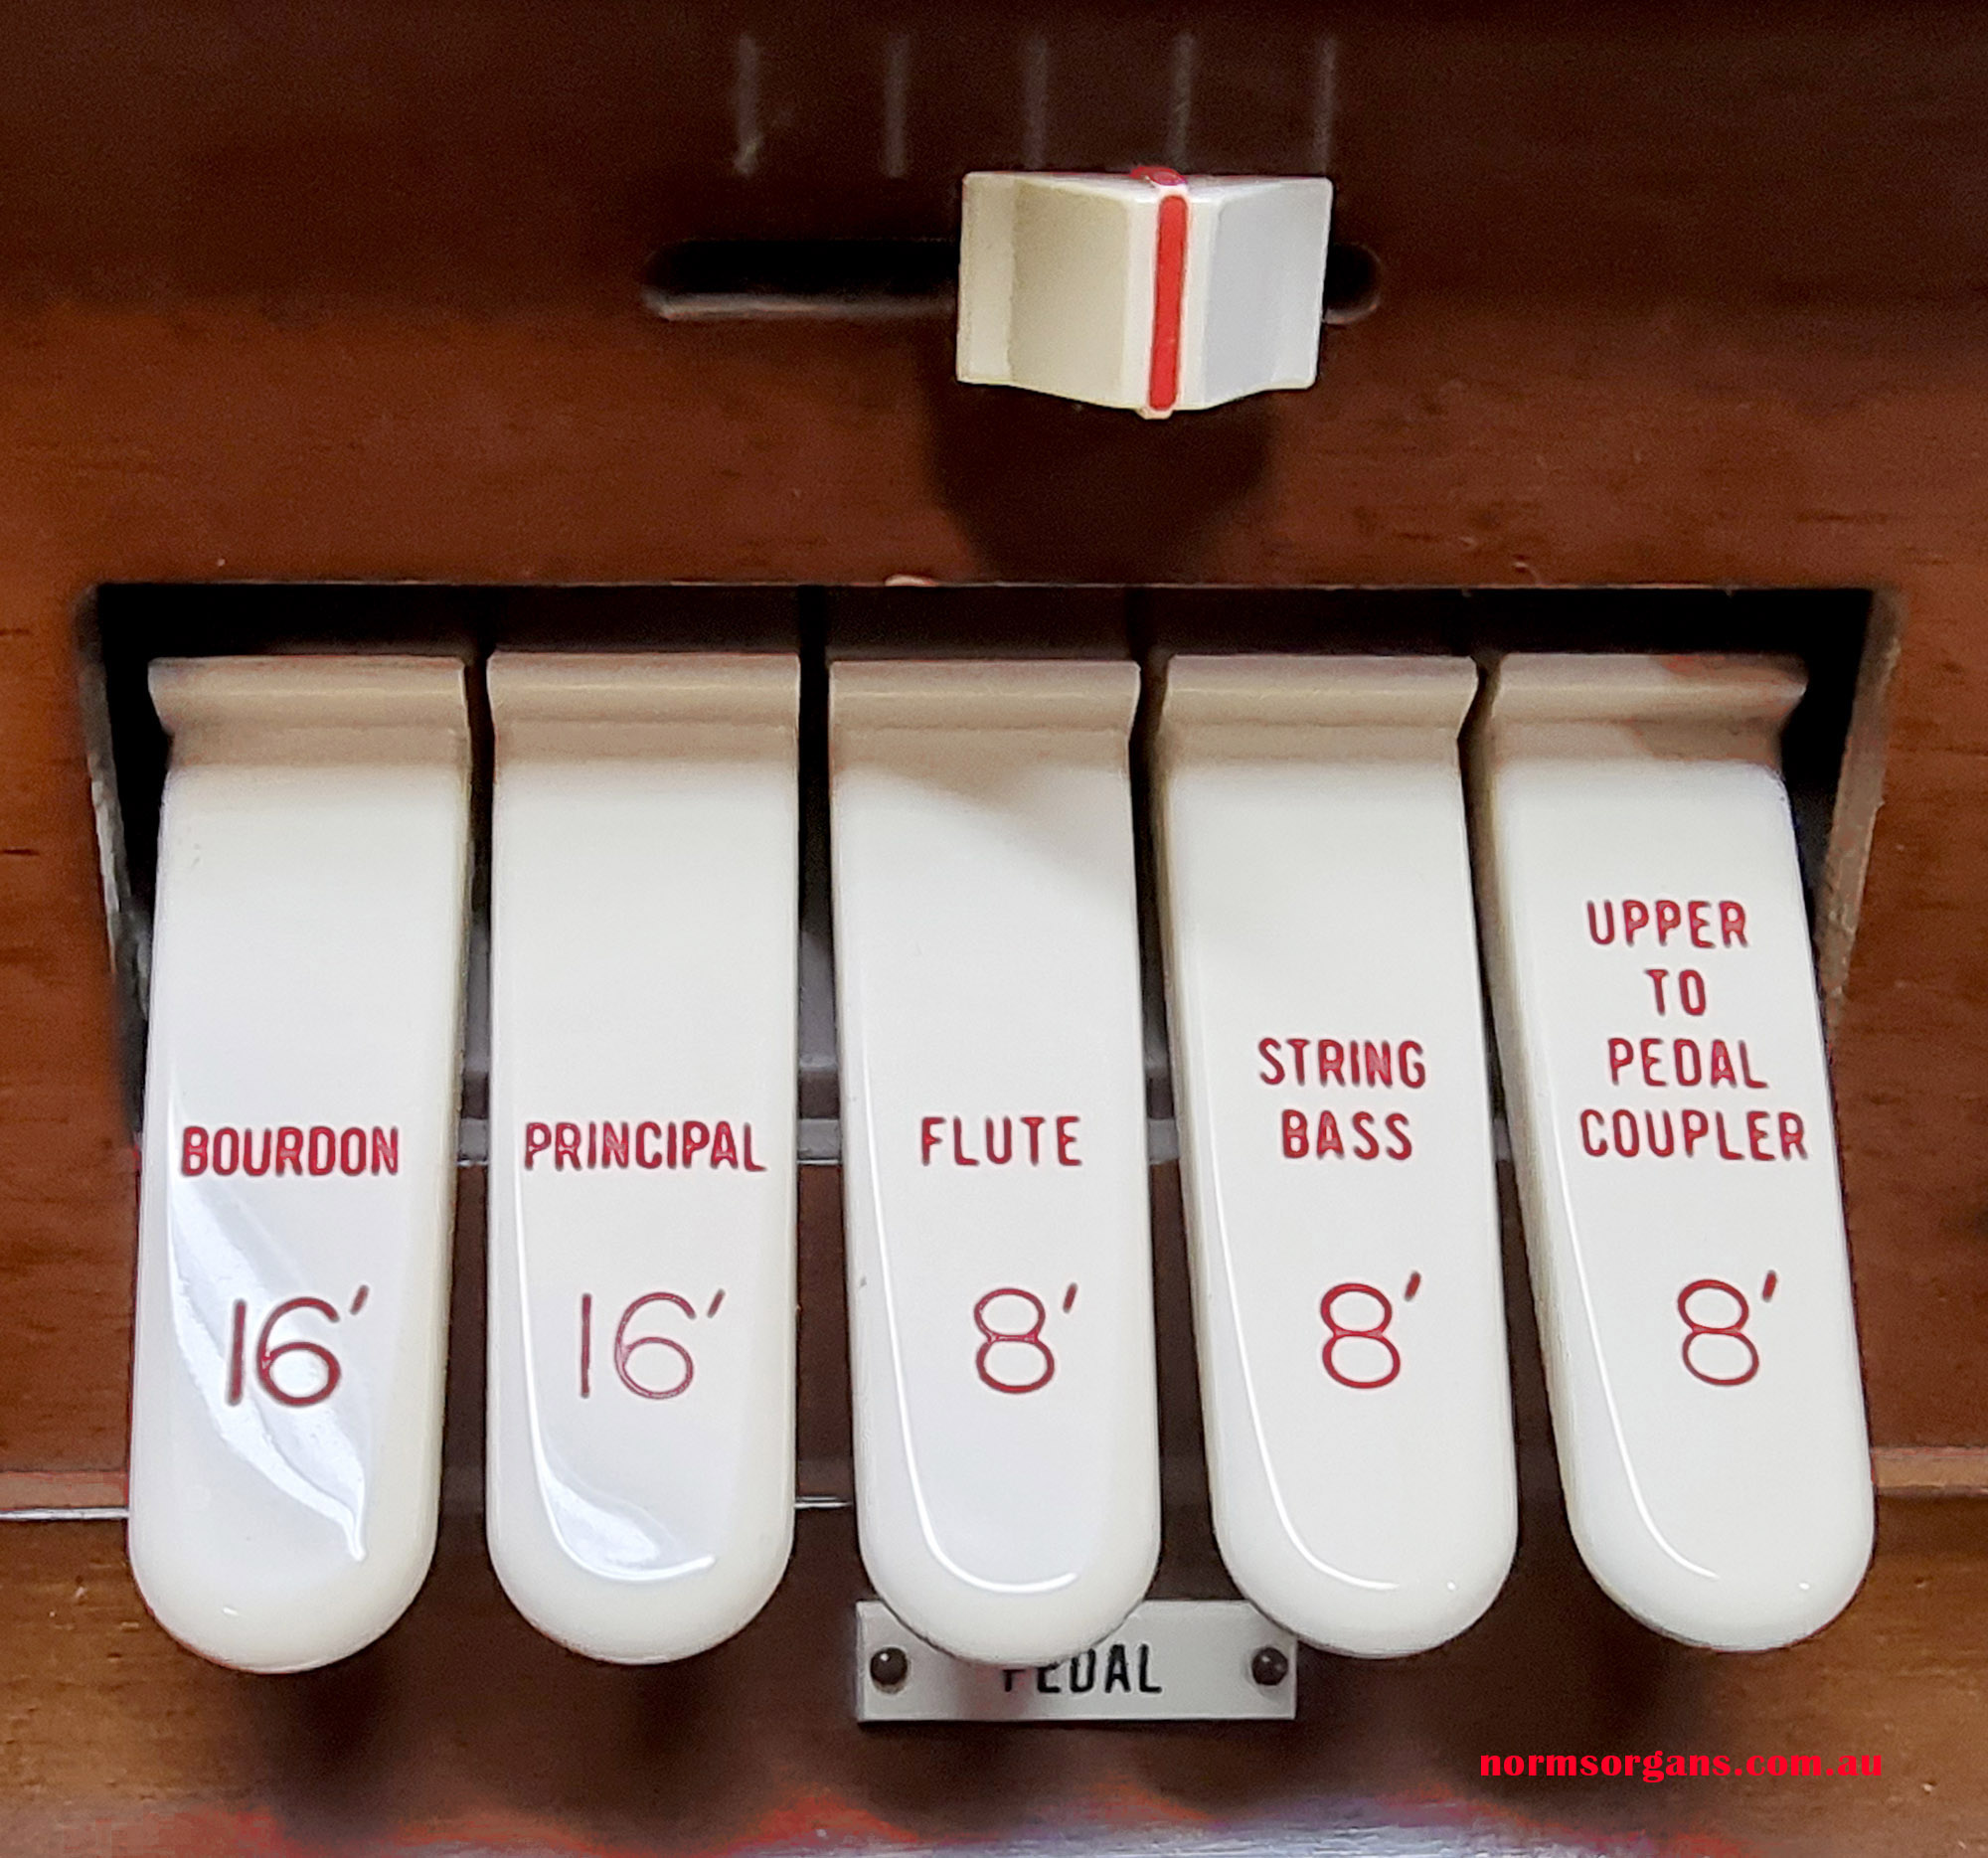 BOURDON
16'
PRINCIPAL
16'
FLUTE
8'
STRING
BASS
8'
UPPER
TO
PEDAL
COUPLER
8'
PEDAL
normsorgans.com.au